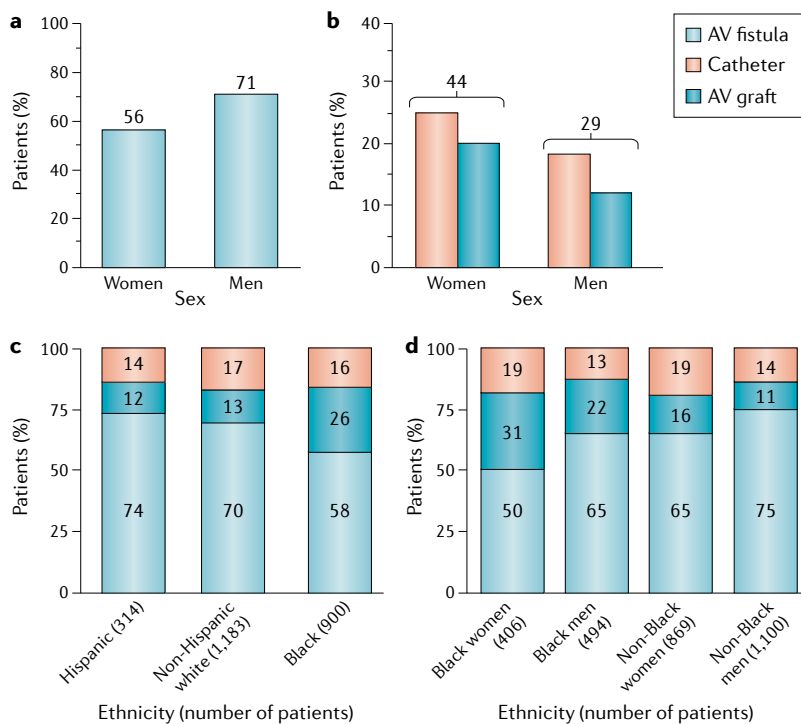 a
100
80
60
40
20
0
Patients (%)
56
71
Women
Men
Sex
b
40
30
20
10
0
Patients (%)
44
29
Women
Men
Sex
AV fistula
Catheter
AV graft
c
100
75
50
25
0
Patients (%)
14
12
74
17
13
70
16
26
58
Hispanic (314)
Non-Hispanic
white (1,183)
Black (900)
Ethnicity (number of patients)
d
100
75
50
25
0
Patients (%)
19
31
50
13
22
65
19
16
65
14
11
75
Black women
(406)
Black men
(494)
Non-Black
women (869)
Non-Black
men (1,100)
Ethnicity (number of patients)